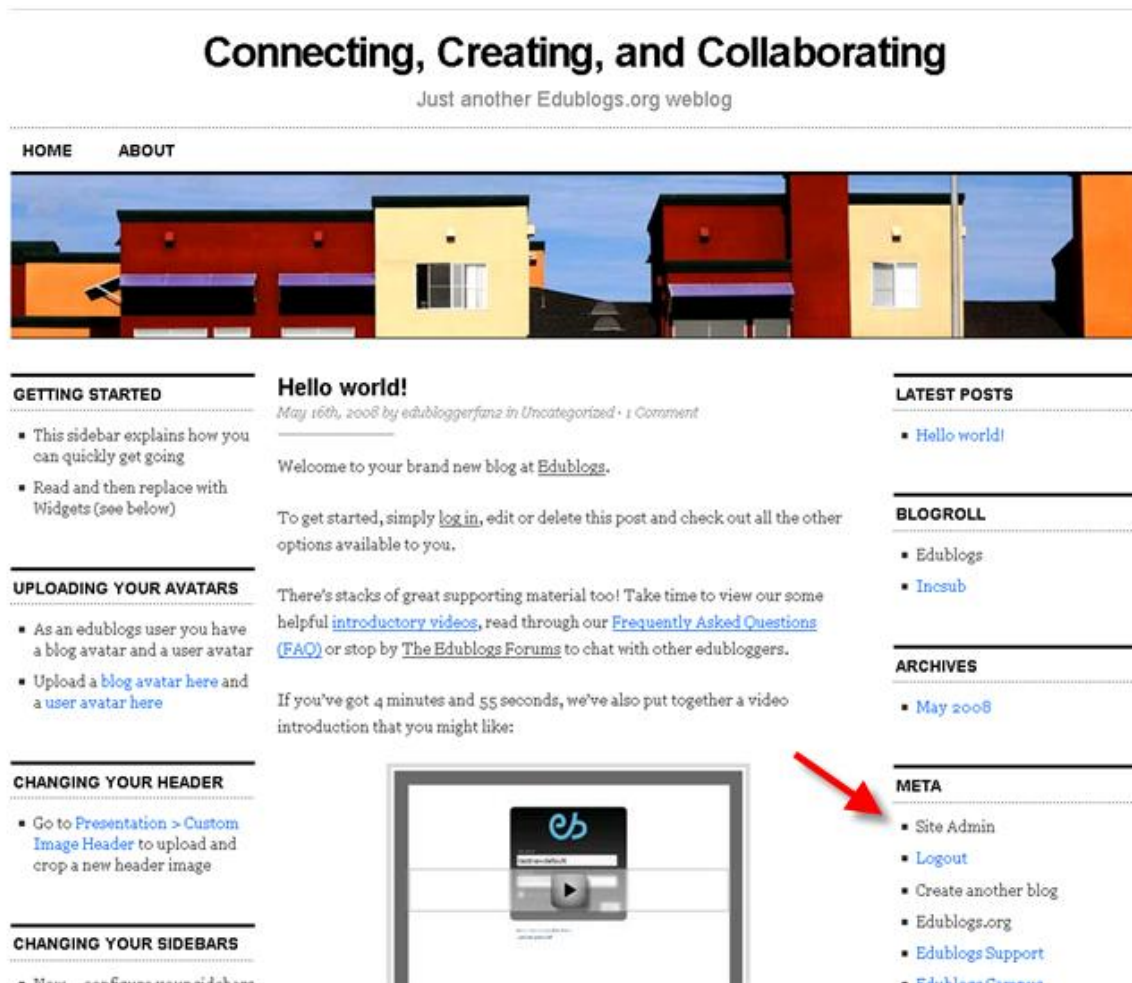 Connecting, Creating, and Collaborating
Just another Edublogs.org weblog
HOME ABOUT
GETTING STARTED
▪ This sidebar explains how you
can quickly get going
▪ Read and then replace with
Widgets (see below)
UPLOADING YOUR AVATARS
▪ As an edublogs user you have
a blog avatar and a user avatar
▪ Upload a blog avatar here and
a user avatar here
CHANGING YOUR HEADER
▪ Go to Presentation > Custom
Image Header to upload and
crop a new header image
CHANGING YOUR SIDEBARS
▪ Now configure your sidebars
Hello world!
May 16th, 2008 by edubloggerfan2 in Uncategorized · 1 Comment
Welcome to your brand new blog at Edublogs.
To get started, simply log in, edit or delete this post and check out all the other
options available to you.
There's stacks of great supporting material too! Take time to view our some
helpful introductory videos, read through our Frequently Asked Questions
(FAQ) or stop by The Edublogs Forums to chat with other edubloggers.
If you've got 4 minutes and 55 seconds, we've also put together a video
introduction that you might like:
LATEST POSTS
▪ Hello world!
BLOGROLL
▪ Edublogs
▪ Incsub
ARCHIVES
▪ May 2008
META
▪ Site Admin
▪ Logout
▪ Create another blog
▪ Edublogs.org
▪ Edublogs Support
▪ Edublogs Campus